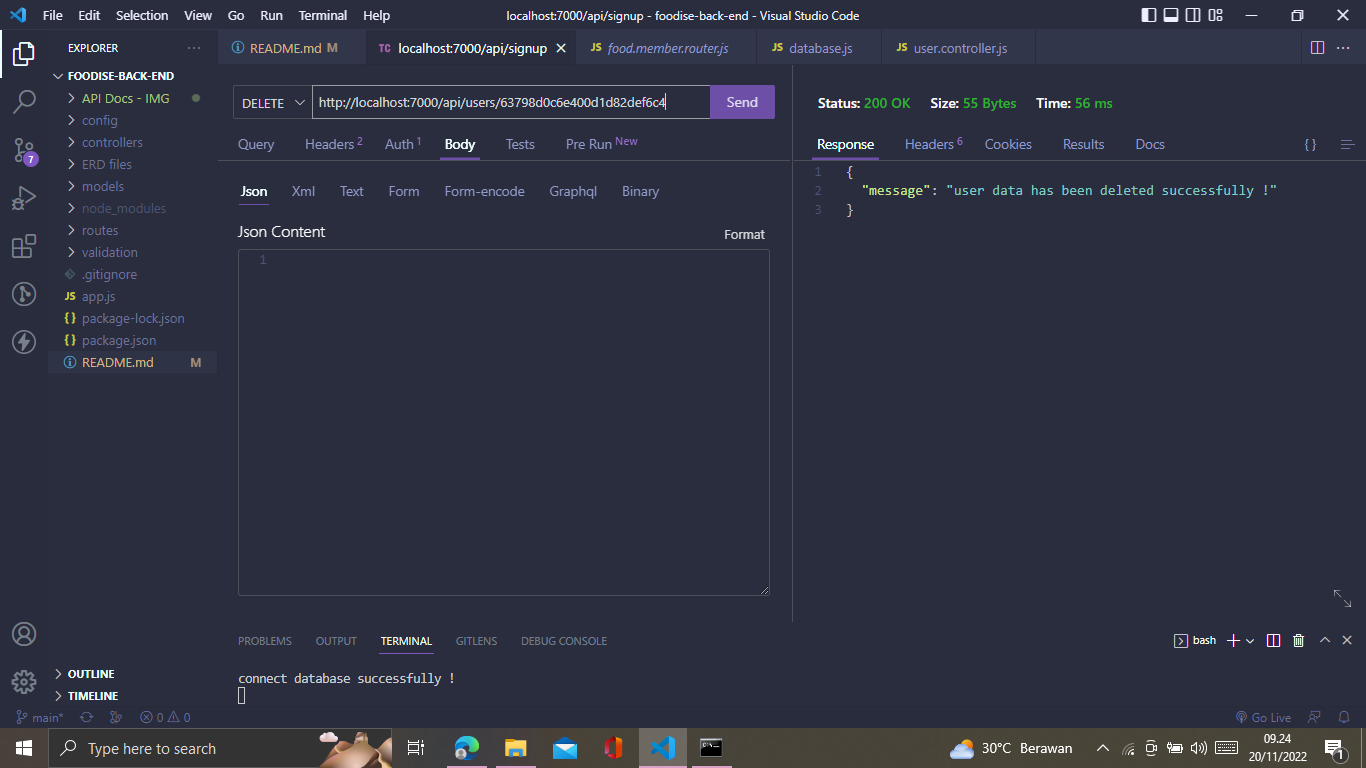 File Edit Selection View Go Run Terminal Help localhost:7000/api/signup - foodise-back-end - Visual Studio Code
EXPLORER ...
README.md M TC localhost:7000/api/signup JS food.member.router.js JS database.js JS user.controller.js
FOODISE-BACK-END
API Docs - IMG
config
controllers
ERD files
models
node_modules
routes
validation
.gitignore
JS app.js
{} package-lock.json
{} package.json
README.md M
OUTLINE
TIMELINE
7
DELETE http://localhost:7000/api/users/63798d0c6e400d1d82def6c4 Send
Query Headers 2 Auth 1 Body Tests Pre Run New
Json Xml Text Form Form-encode Graphql Binary
Json Content Format
1
Status: 200 OK Size: 55 Bytes Time: 56 ms
Response Headers 6 Cookies Results Docs { }
1 {
2 "message": "user data has been deleted successfully !"
3 }
PROBLEMS OUTPUT TERMINAL GITLENS DEBUG CONSOLE bash
connect database successfully !
main* 0 0 Go Live
Type here to search 30°C Berawan 09.24
20/11/2022 1